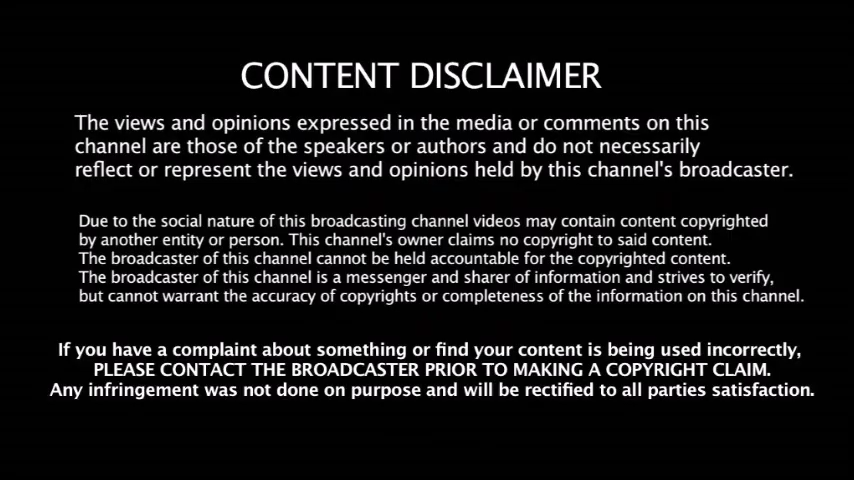 CONTENT DISCLAIMER
The views and opinions expressed in the media or comments on this
channel are those of the speakers or authors and do not necessarily
reflect or represent the views and opinions held by this channel's broadcaster.
Due to the social nature of this broadcasting channel videos may contain content copyrighted
by another entity or person. This channel's owner claims no copyright to said content.
The broadcaster of this channel cannot be held accountable for the copyrighted content.
The broadcaster of this channel is a messenger and sharer of information and strives to verify,
but cannot warrant the accuracy of copyrights or completeness of the information on this channel.
If you have a complaint about something or find your content is being used incorrectly,
PLEASE CONTACT THE BROADCASTER PRIOR TO MAKING A COPYRIGHT CLAIM.
Any infringement was not done on purpose and will be rectified to all parties satisfaction.